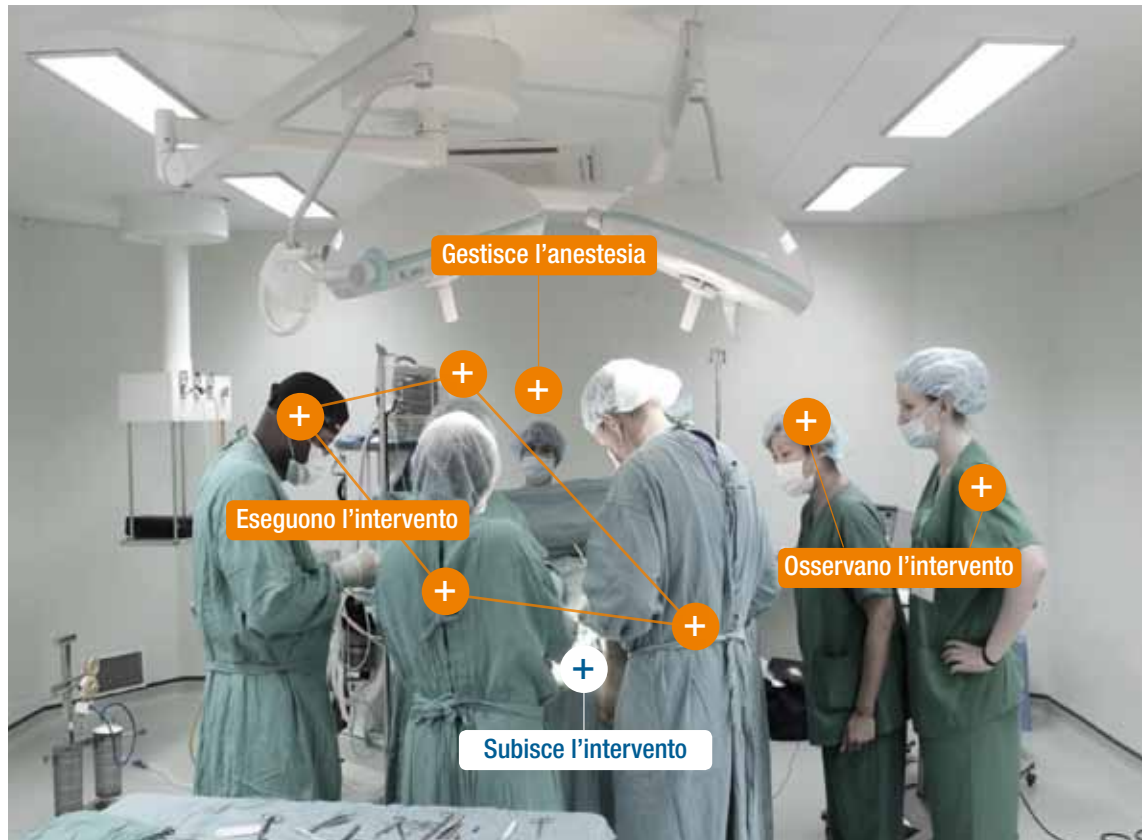 Gestisce l’anestesia
Eseguono l’intervento
Osservano l’intervento
Subisce l’intervento